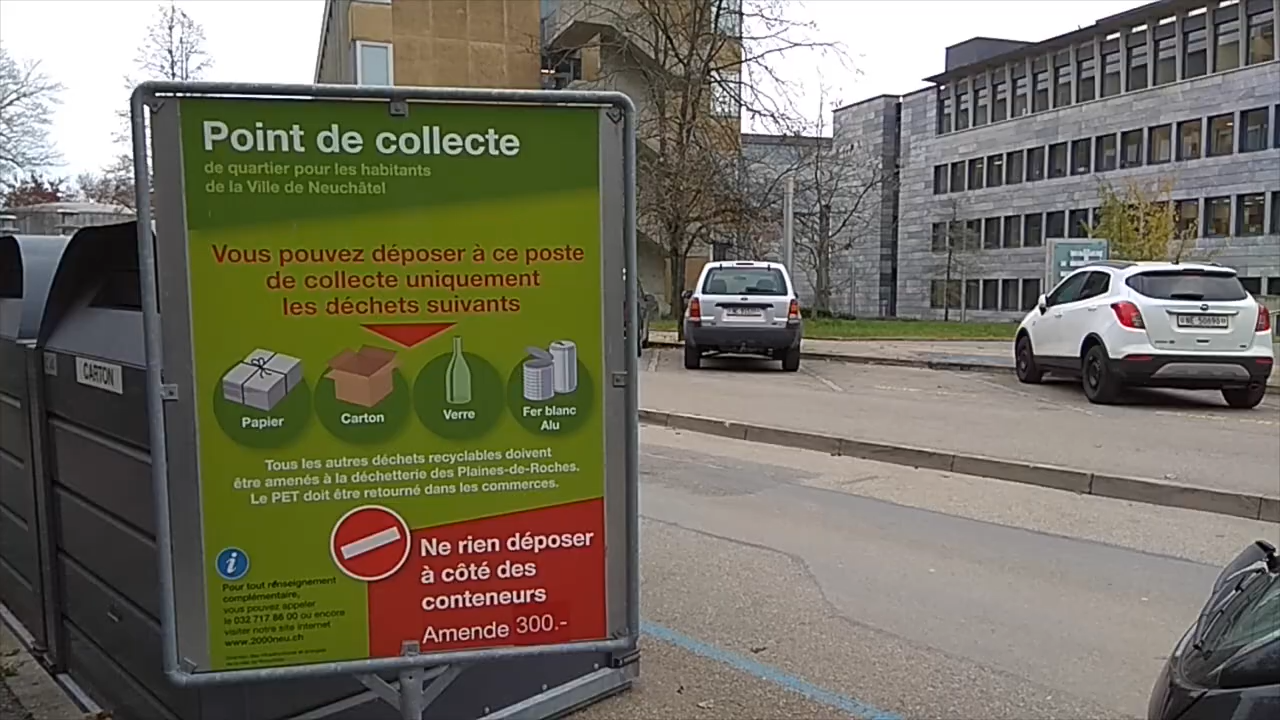 Point de collecte
de quartier pour les habitants
de la Ville de Neuchâtel
Vous pouvez déposer à ce poste
de collecte uniquement
les déchets suivants
Papier
Carton
Verre
Fer blanc
Alu
Tous les autres déchets recyclables doivent
être amenés à la déchetterie des Plaines-de-Roches.
Le PET doit être retourné dans les commerces.
Ne rien déposer
à côté des
conteneurs
Amende 300.-
i
Pour tout renseignement
complémentaire,
vous pouvez appeler
le 032 717 86 00 ou encore
visiter notre site internet
www.2000neu.ch
CARTON
NE 50690